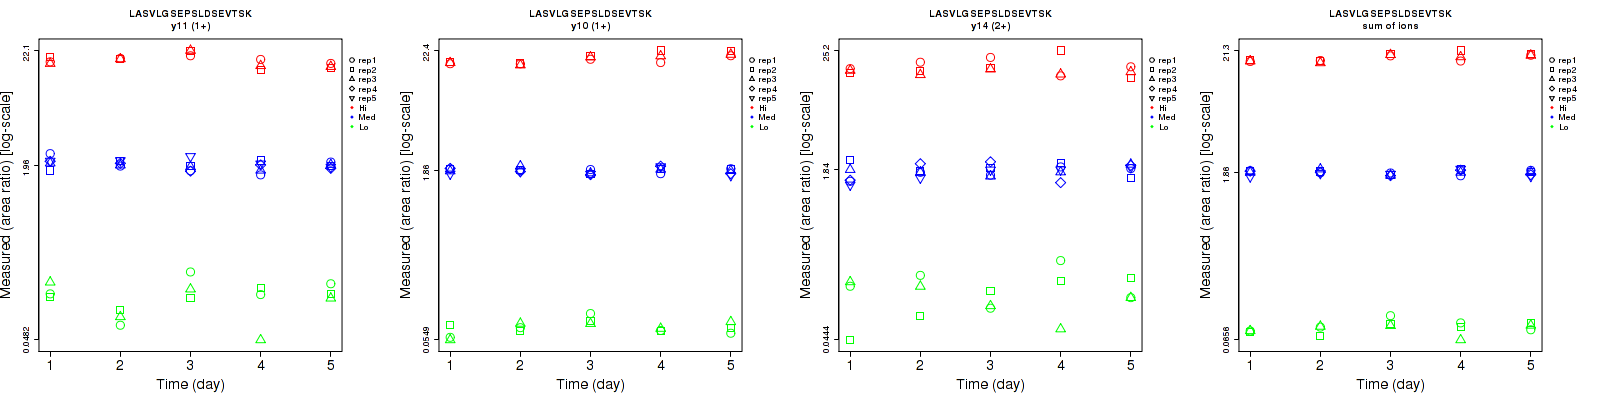 LASVLGSEPSLDSEVTSK
y11 (1+)
Measured (area ratio) [log-scale]
22.1
1.96
0.0482
1 2 3 4 5
Time (day)
rep1
rep2
rep3
rep4
rep5
Hi
Med
Lo
LASVLGSEPSLDSEVTSK
y10 (1+)
Measured (area ratio) [log-scale]
22.4
1.86
0.0549
1 2 3 4 5
Time (day)
rep1
rep2
rep3
rep4
rep5
Hi
Med
Lo
LASVLGSEPSLDSEVTSK
y14 (2+)
Measured (area ratio) [log-scale]
25.2
1.84
0.0444
1 2 3 4 5
Time (day)
rep1
rep2
rep3
rep4
rep5
Hi
Med
Lo
LASVLGSEPSLDSEVTSK
sum of ions
Measured (area ratio) [log-scale]
21.3
1.86
0.0656
1 2 3 4 5
Time (day)
rep1
rep2
rep3
rep4
rep5
Hi
Med
Lo